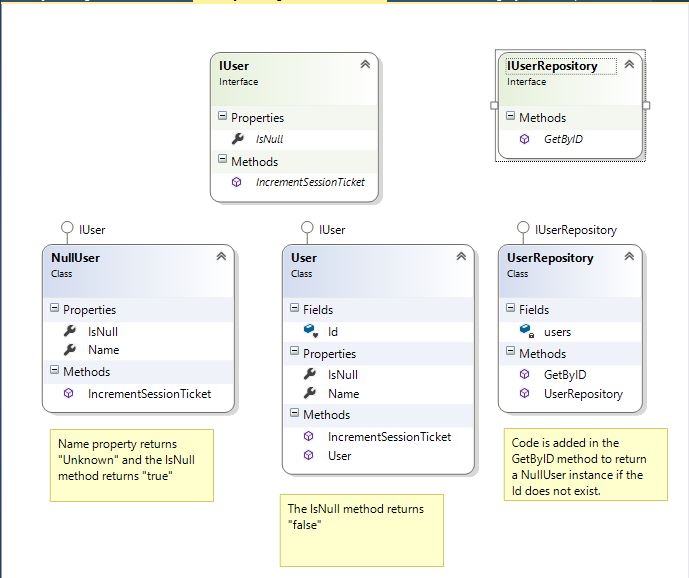 IUser
Interface
Properties
IsNull
Methods
IncrementSessionTicket
IUserRepository
Interface
Methods
GetByID
IUser
NullUser
Class
Properties
IsNull
Name
Methods
IncrementSessionTicket
Name property returns
"Unknown" and the IsNull
method returns "true"
IUser
User
Class
Fields
Id
Properties
IsNull
Name
Methods
IncrementSessionTicket
User
The IsNull method returns
"false"
IUserRepository
UserRepository
Class
Fields
users
Methods
GetByID
UserRepository
Code is added in the
GetByID method to return
a NullUser instance if the
Id does not exist.